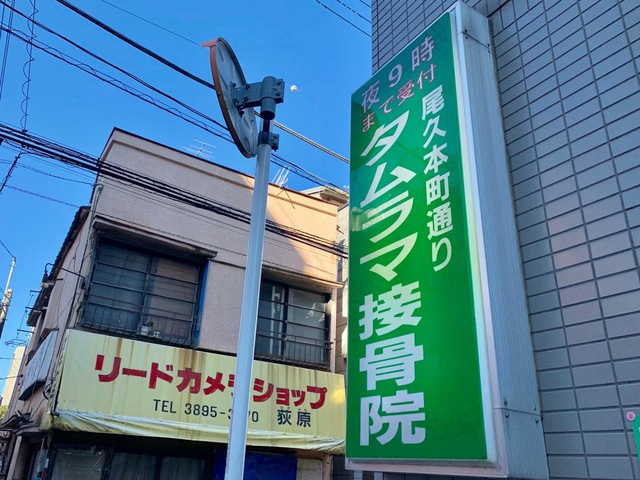 夜9時
まで受付
尾久本町通り
タムラマ接骨院
リードカメラショップ
TEL 3895- 荻原